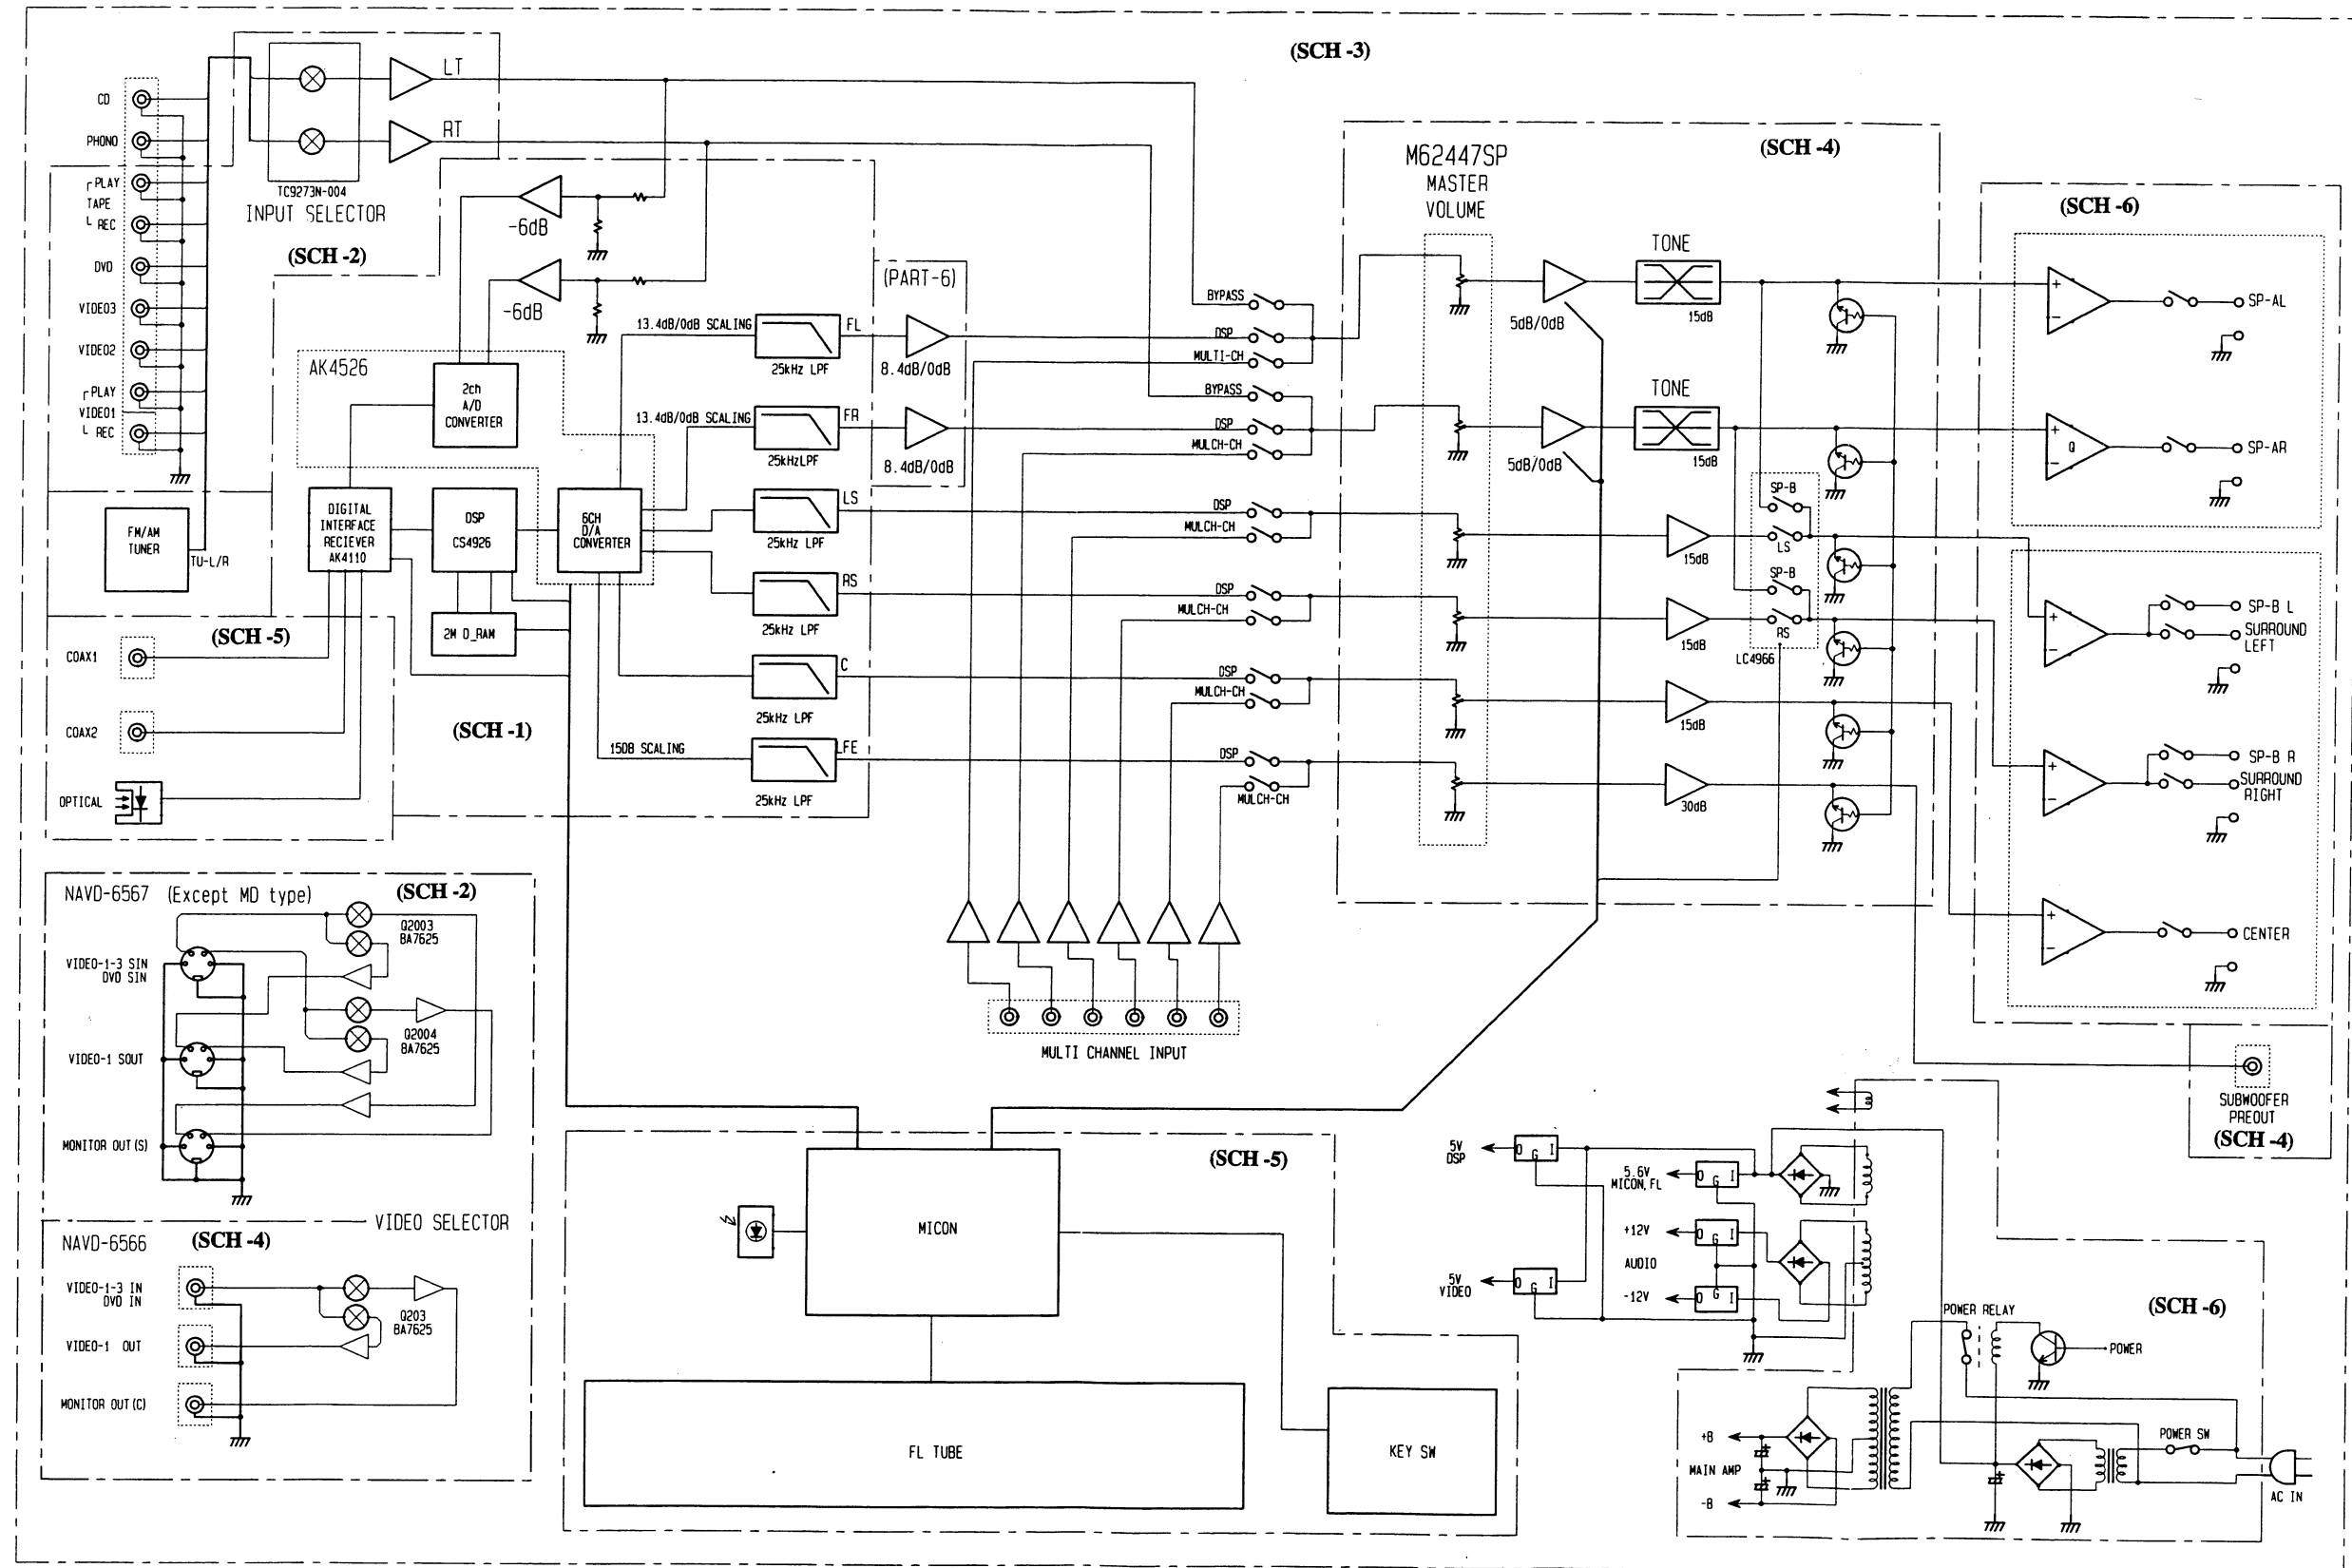 (SCH -3)
LT
CD
RT
PHONO
(SCH -4)
M62447SP
MASTER
VOLUME
PLAY
TAPE
REC
TC9273N-004
INPUT SELECTOR
(SCH -2)
-6dB
-6dB
(SCH -6)
DVD
VIDEO3
VIDEO2
PLAY
VIDEO1
REC
(PART-6)
TONE
15dB
5dB/0dB
BYPASS
DSP
MULTI-CH
13.4dB/0dB SCALING
FL
25kHz LPF
8.4dB/0dB
SP-AL
AK4526
2ch
A/D
CONVERTER
BYPASS
DSP
MULCH-CH
13.4dB/0dB SCALING
FR
25kHzLPF
8.4dB/0dB
TONE
15dB
5dB/0dB
Q
SP-AR
FM/AM
TUNER
TU-L/R
DIGITAL
INTERFACE
RECIEVER
AK4110
DSP
CS4926
6CH
D/A
CONVERTER
LS
25kHz LPF
DSP
MULCH-CH
15dB
SP-B
LS
SP-B
RS
LC4966
2M D_RAM
RS
25kHz LPF
DSP
MULCH-CH
15dB
SP-B L
SURROUND
LEFT
(SCH -5)
COAX1
COAX2
OPTICAL
(SCH -1)
C
25kHz LPF
DSP
MULCH-CH
15dB
15DB SCALING
LFE
25kHz LPF
DSP
MULCH-CH
30dB
SP-B R
SURROUND
RIGHT
CENTER
NAVD-6567 (Except MD type)
(SCH -2)
Q2003
BA7625
VIDEO-1-3 SIN
DVD SIN
Q2004
BA7625
VIDEO-1 SOUT
MONITOR OUT(S)
MULTI CHANNEL INPUT
SUBWOOFER
PREOUT
(SCH -4)
VIDEO SELECTOR
NAVD-6566
(SCH -4)
VIDEO-1-3 IN
DVD IN
Q203
BA7625
VIDEO-1 OUT
MONITOR OUT(C)
(SCH -5)
MICON
FL TUBE
KEY SW
5V
DSP
O G I
5.6V
MICON,FL
O G I
+12V
O G I
AUDIO
-12V
O G I
5V
VIDEO
O G I
(SCH -6)
POWER RELAY
POWER
+B
MAIN AMP
-B
POWER SW
AC IN